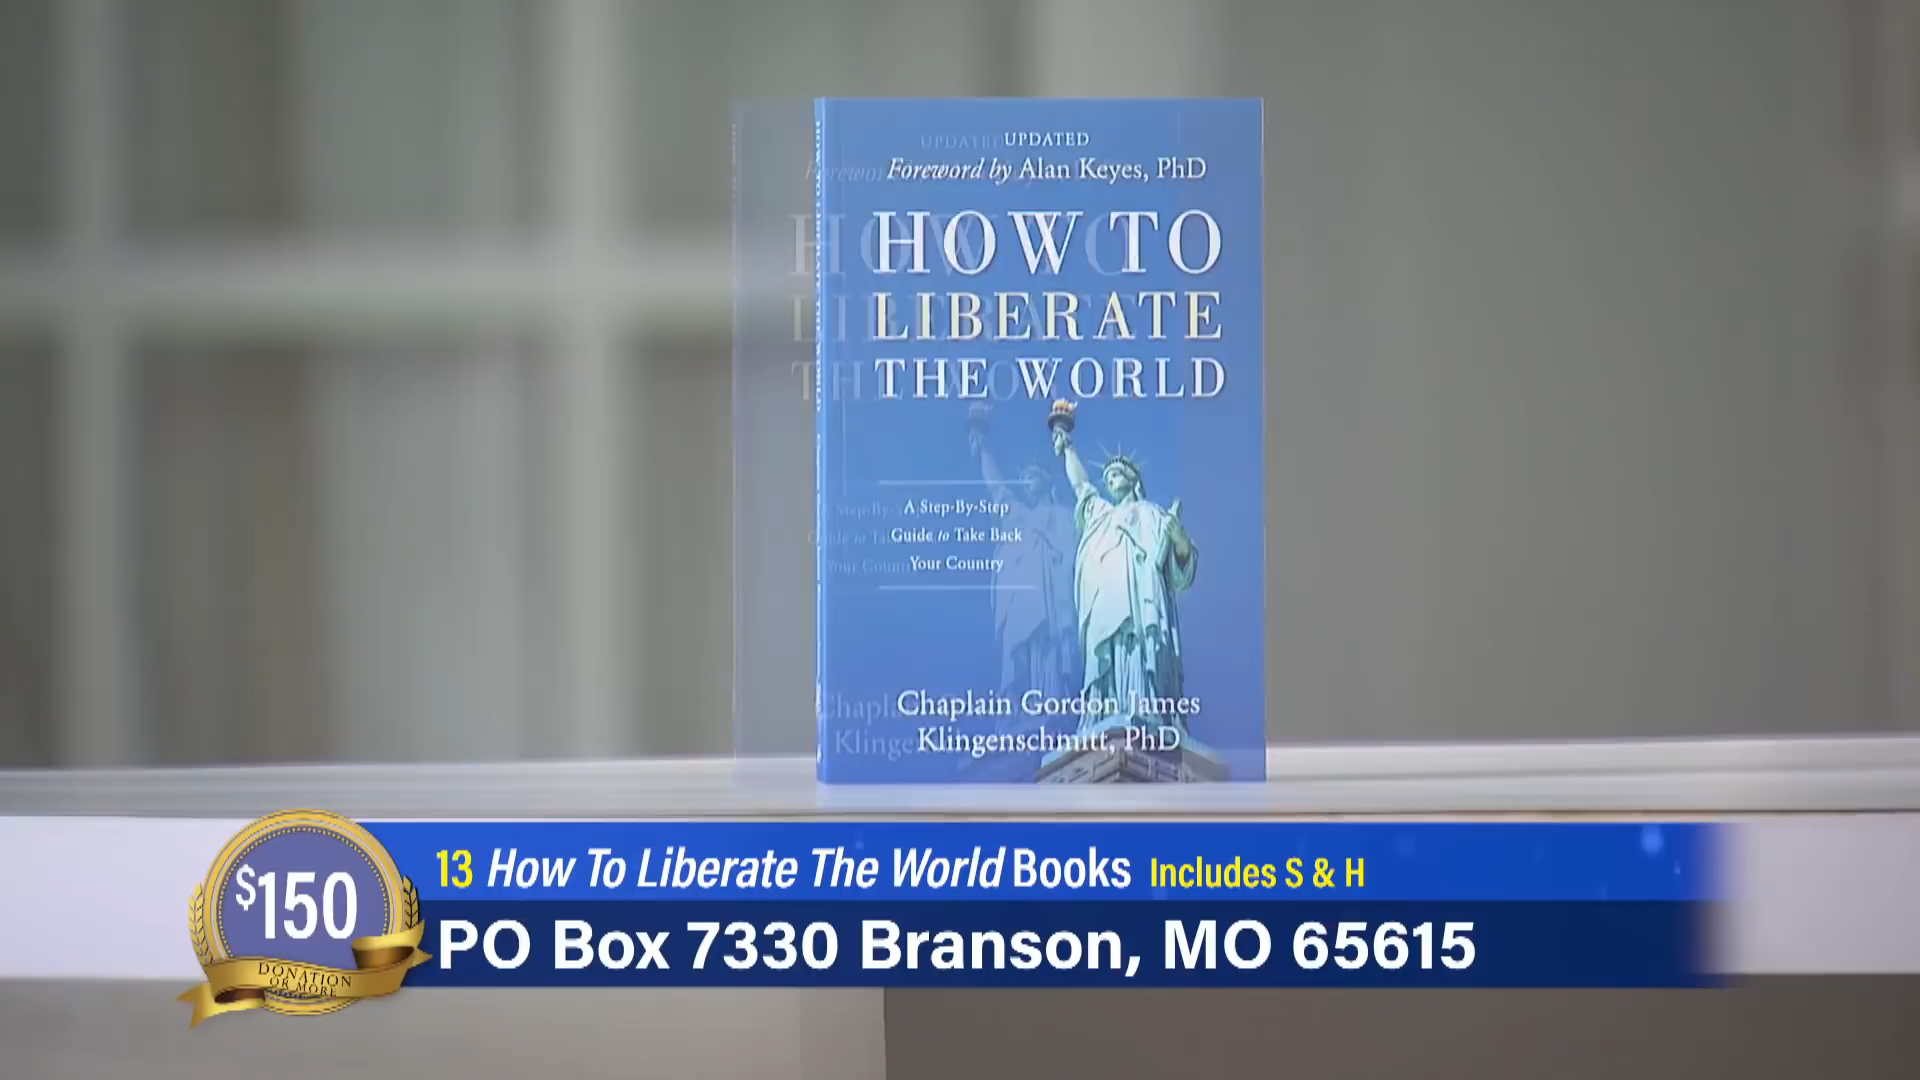 UPDATED
Foreword by Alan Keyes, PhD
HOW TO
LIBERATE
THE WORLD
A Step-By-Step
Guide to Take Back
Your Country
Chaplain Gordon James
Klingenschmitt, PhD
$150
DONATION
OR MORE
13 How To Liberate The World Books Includes S & H
PO Box 7330 Branson, MO 65615